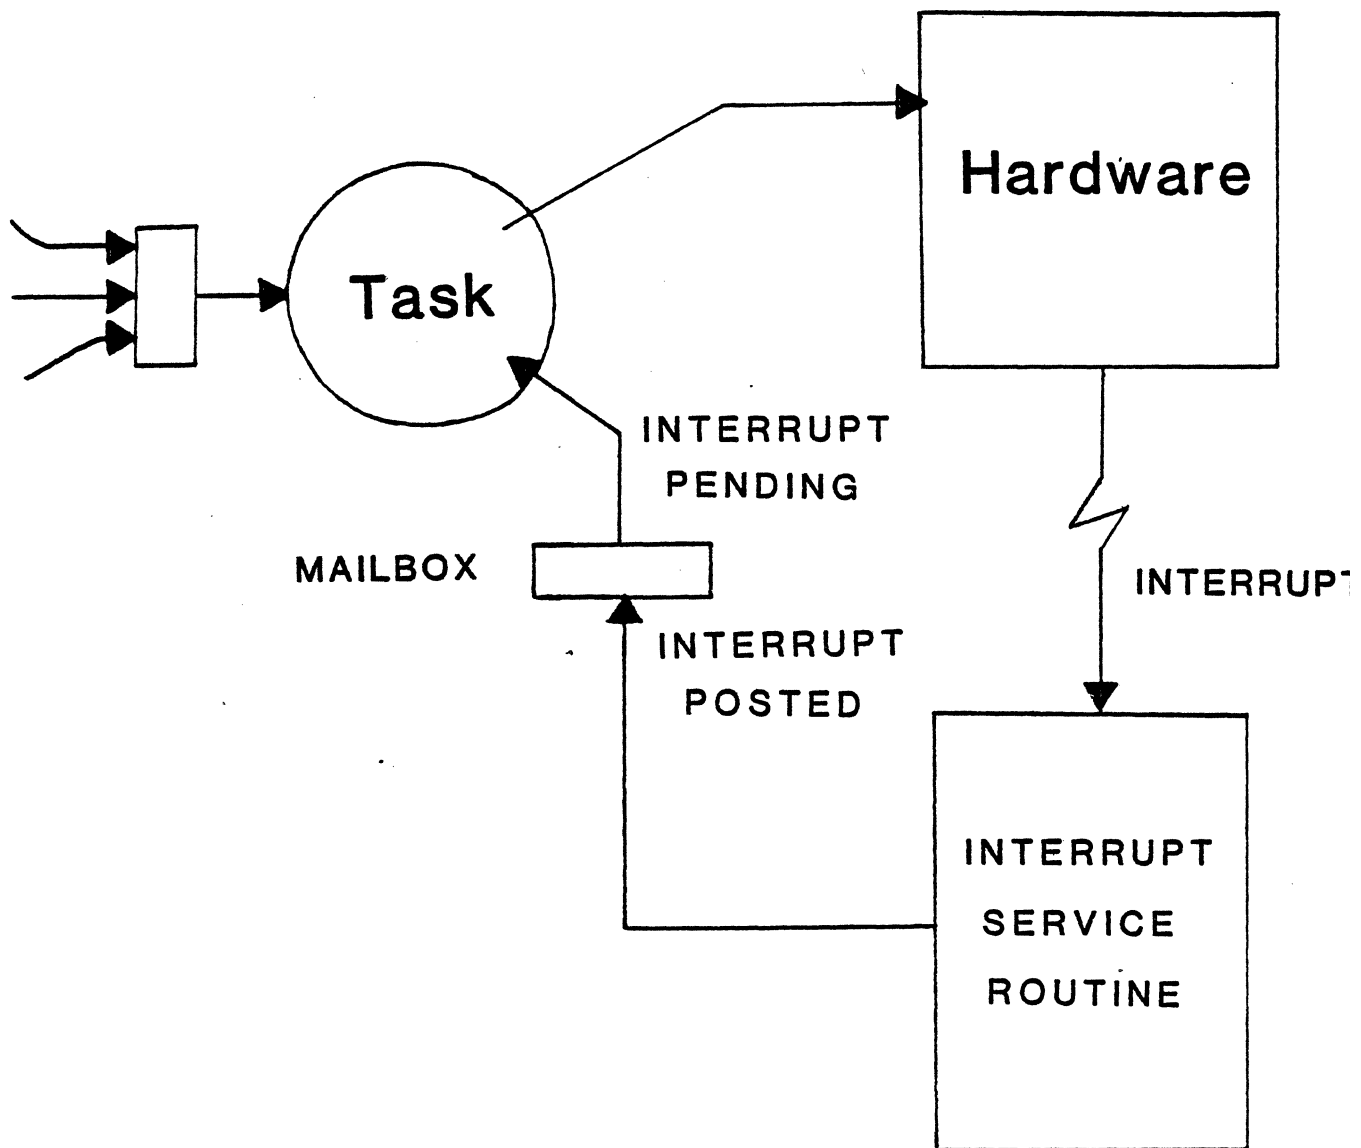 Hardware
Task
INTERRUPT
PENDING
MAILBOX
INTERRUPT
INTERRUPT
POSTED
INTERRUPT
SERVICE
ROUTINE